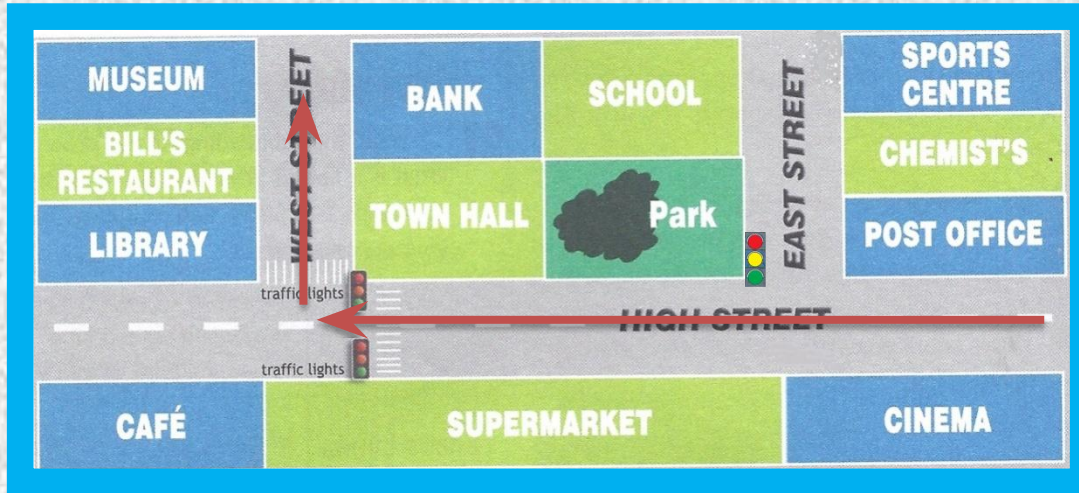 MUSEUM
BILL'S
RESTAURANT
LIBRARY
WEST STREET
BANK
SCHOOL
TOWN HALL
Park
EAST STREET
SPORTS
CENTRE
CHEMIST'S
POST OFFICE
traffic lights
HIGH STREET
traffic lights
CAFÉ
SUPERMARKET
CINEMA